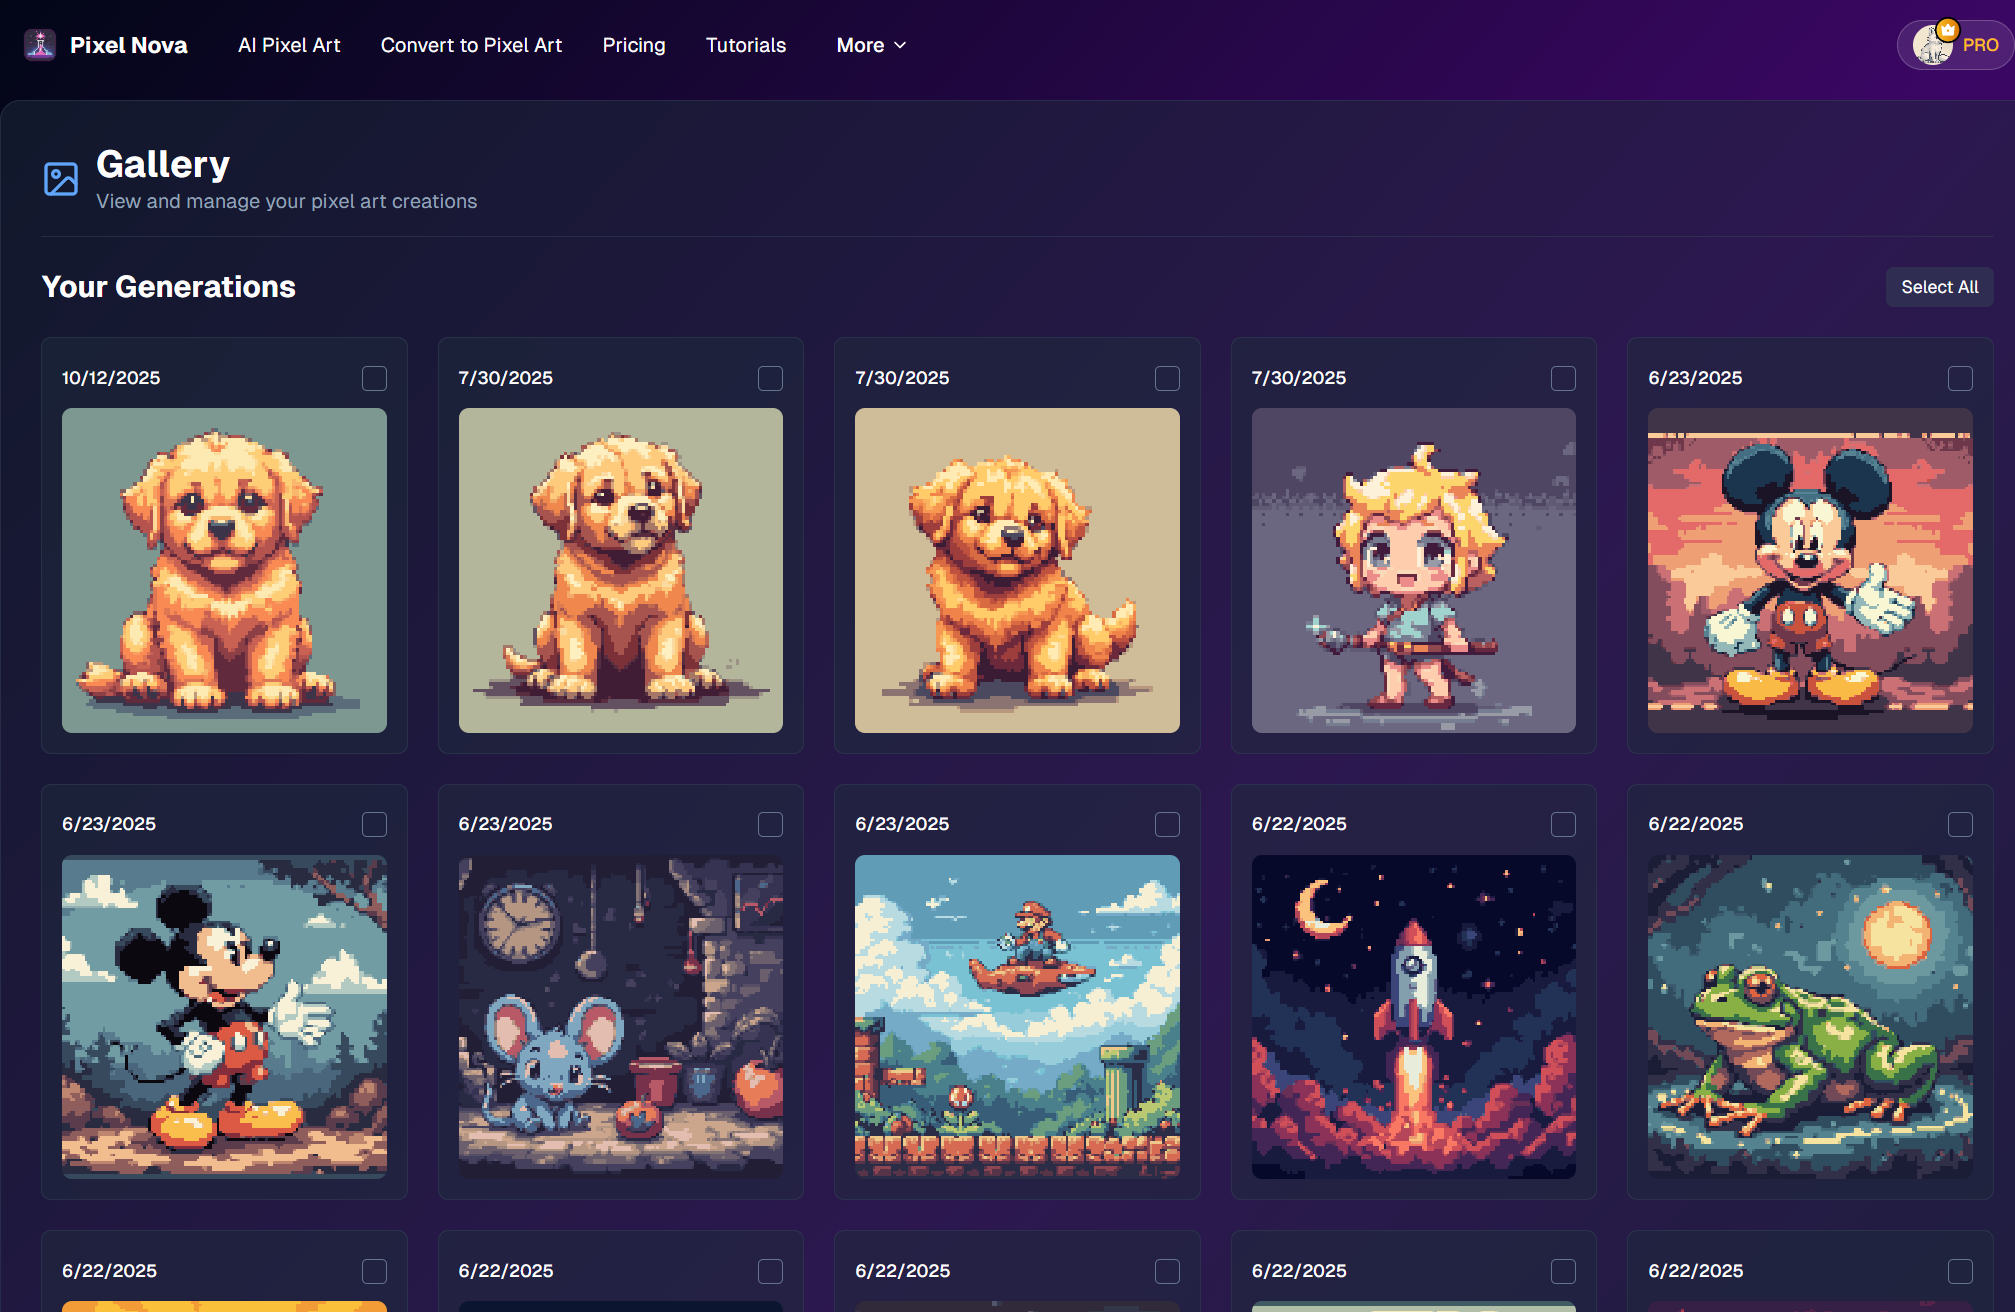 Pixel Nova AI Pixel Art Convert to Pixel Art Pricing Tutorials More PRO
Gallery
View and manage your pixel art creations
Your Generations Select All
10/12/2025 7/30/2025 7/30/2025 7/30/2025 6/23/2025
6/23/2025 6/23/2025 6/23/2025 6/22/2025 6/22/2025
6/22/2025 6/22/2025 6/22/2025 6/22/2025 6/22/2025